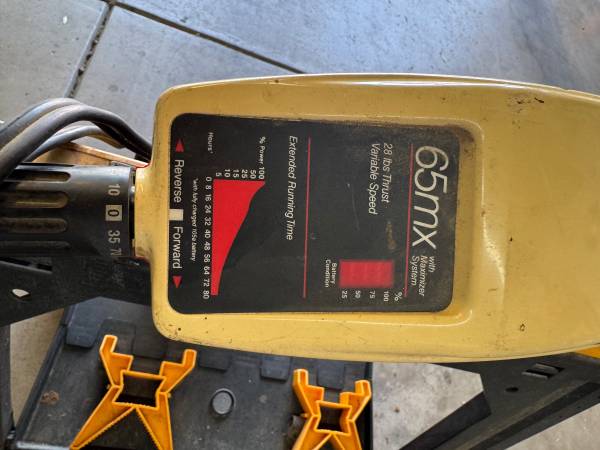 65mx with
Maximizer
System
28 lbs Thrust
Variable Speed
%
100
75
50
25
Battery
Condition
Extended Running Time
% Power
100
50
25
15
10
5
Hours*
0 8 16 24 32 40 48 56 64 72 80
*with fully charged 105a battery
Reverse Forward
10 0 35